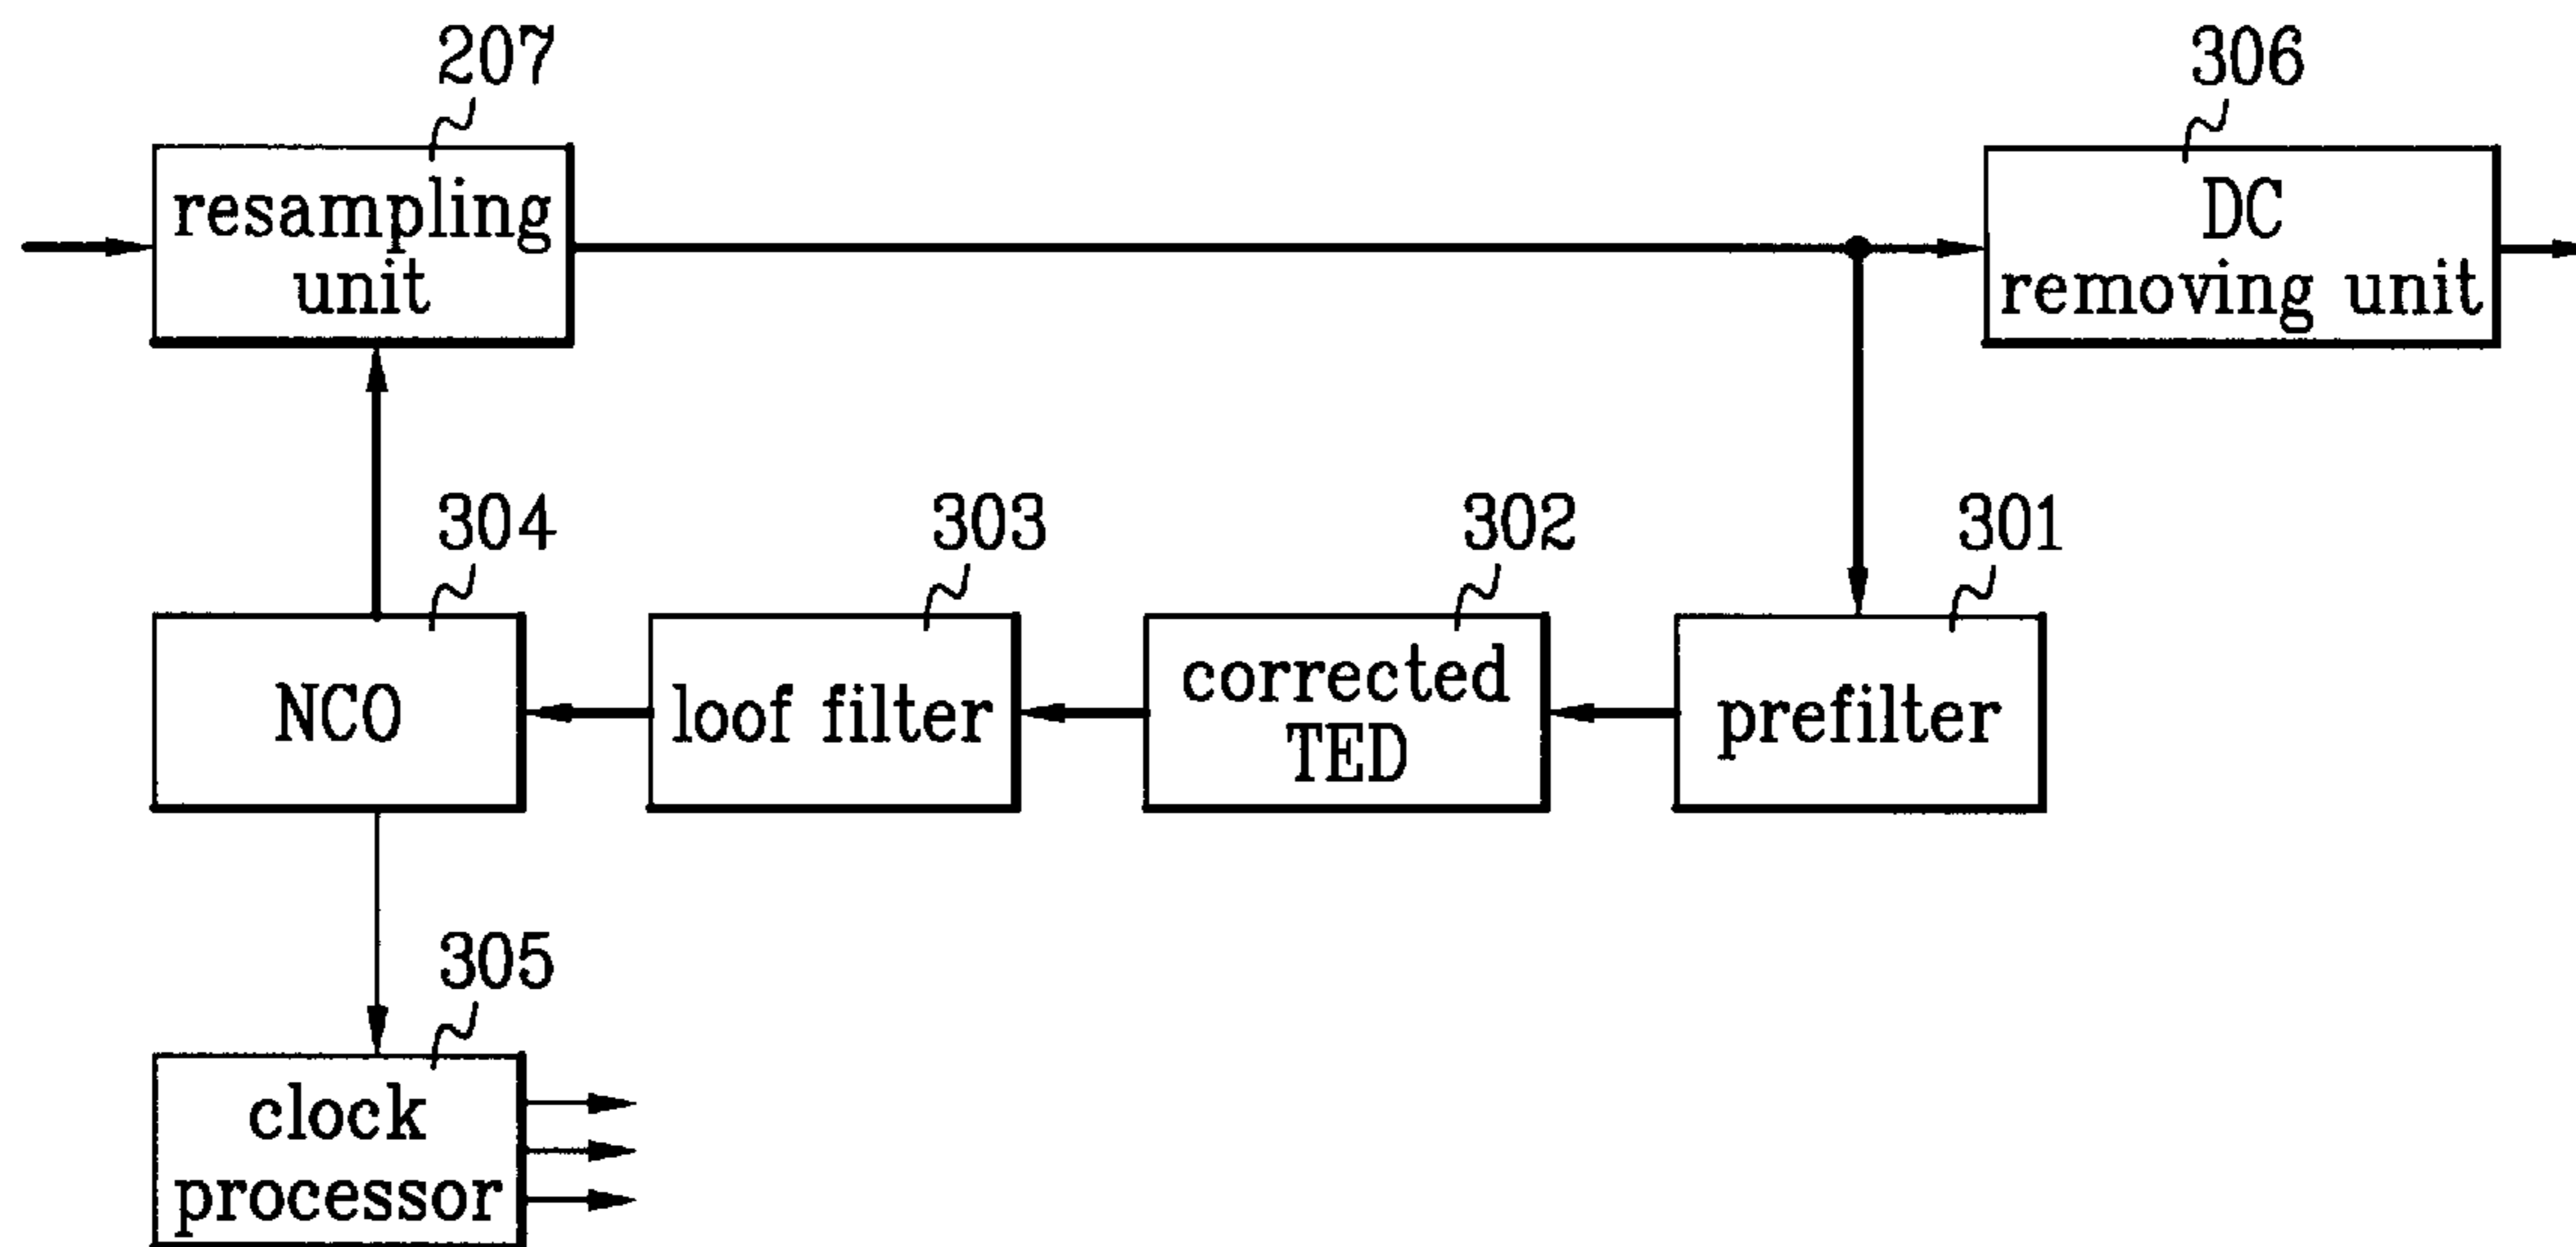 207
306
resampling
unit
DC
removing unit
304
303
302
301
NCO
loof filter
corrected
TED
prefilter
305
clock
processor